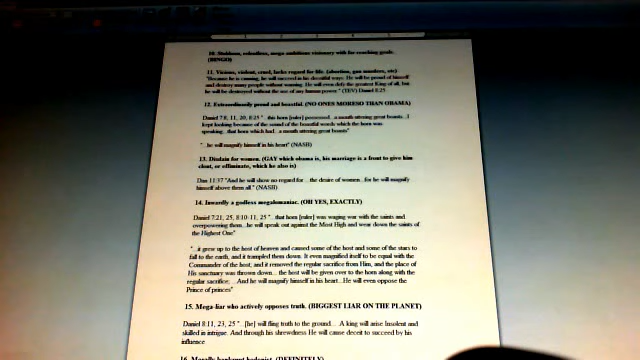 10. Stubborn, relentless, mega ambitious visionary with far reaching goals.
(BINGO)
11. Vicious, violent, cruel, lacks regard for life. (abortion, gun murders, etc)
"Because he is cunning, he will succeed in his deceitful ways. He will be proud of himself
and destroy many people without warning. He will even defy the greatest King of all, but
he will be destroyed without the use of any human power." (TEV) Daniel 8:25
12. Extraordinarily proud and boastful. (NO ONES MORESO THAN OBAMA)
Daniel 7:8, 11, 20, 8:25 "...this horn [ruler] possessed...a mouth uttering great boasts...I
kept looking because of the sound of the boastful words which the horn was
speaking...that horn which had...a mouth uttering great boasts"
"...he will magnify himself in his heart" (NASB)
13. Disdain for women. (GAY which obama is, his marriage is a front to give him
clout, or effiminate, which he also is)
Dan 11:37 "And he will show no regard for...the desire of women...for he will magnify
himself above them all." (NASB)
14. Inwardly a godless megalomaniac. (OH YES, EXACTLY)
Daniel 7:21, 25, 8:10-11, 25 "...that horn [ruler] was waging war with the saints and
overpowering them...he will speak out against the Most High and wear down the saints of
the Highest One"
"...it grew up to the host of heaven and caused some of the host and some of the stars to
fall to the earth, and it trampled them down. It even magnified itself to be equal with the
Commander of the host; and it removed the regular sacrifice from Him, and the place of
His sanctuary was thrown down... the host will be given over to the horn along with the
regular sacrifice; ...And he will magnify himself in his heart...He will even oppose the
Prince of princes"
15. Mega-liar who actively opposes truth. (BIGGEST LIAR ON THE PLANET)
Daniel 8:11, 23, 25 "...[he] will fling truth to the ground... A king will arise Insolent and
skilled in intrigue. And through his shrewdness He will cause deceit to succeed by his
influence
16. Morally bankrupt hedonist. (DEFINITELY)